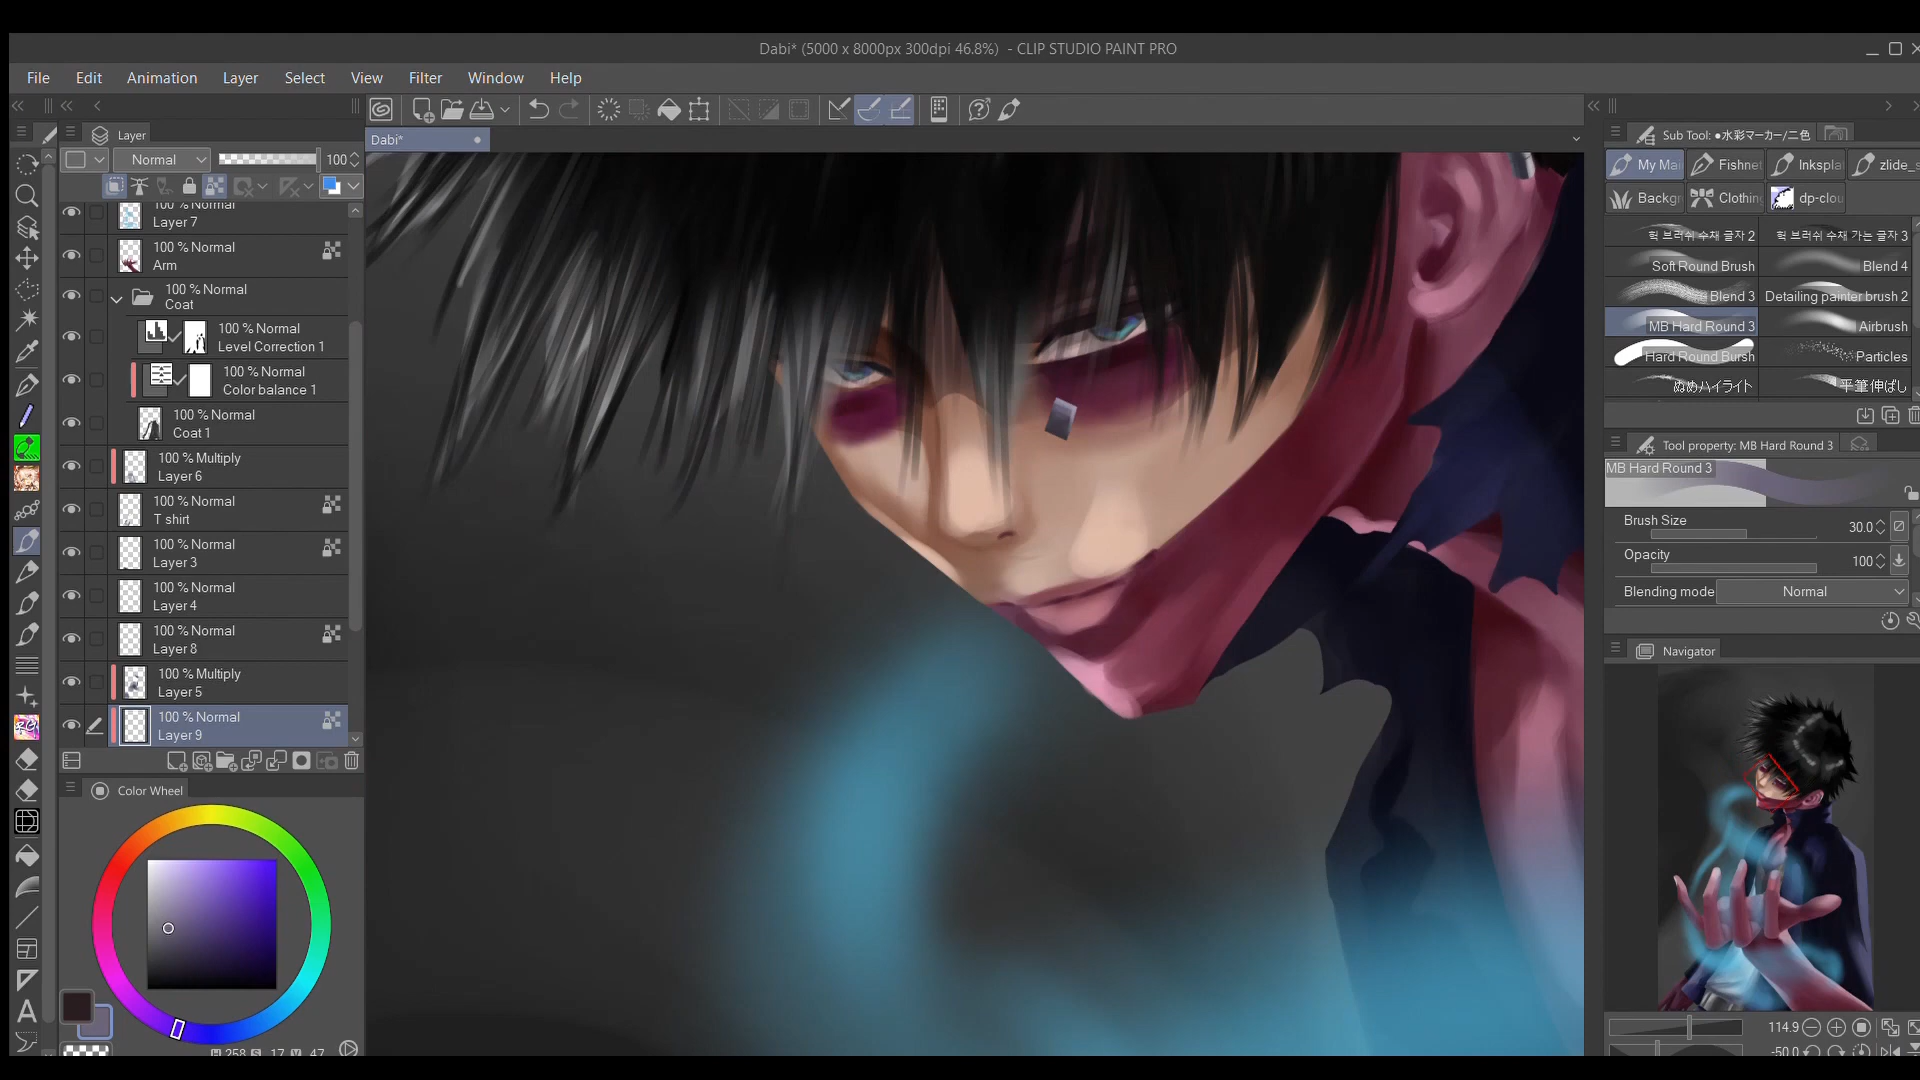 Dabi* (5000 x 8000px 300dpi 46.8%) - CLIP STUDIO PAINT PRO
File Edit Animation Layer Select View Filter Window Help
Dabi*
Layer
Normal 100
100 % Normal
Layer 7
100 % Normal
Arm
100 % Normal
Coat
100 % Normal
Level Correction 1
100 % Normal
Color balance 1
100 % Normal
Coat 1
100 % Multiply
Layer 6
100 % Normal
T shirt
100 % Normal
Layer 3
100 % Normal
Layer 4
100 % Normal
Layer 8
100 % Multiply
Layer 5
100 % Normal
Layer 9
Color Wheel
H 258 S 17 V 47
Sub Tool: ●水彩マーカー/二色
My Mai Fishnet Inkspla zlide_s
Backgr Clothing dp-clou
헉 브러쉬 수채 글자 2 헉 브러쉬 수채 가는 글자 3
Soft Round Brush Blend 4
Blend 3 Detailing painter brush 2
MB Hard Round 3 Airbrush
Hard Round Bursh Particles
ぬめハイライト 平筆伸ばし
Tool property: MB Hard Round 3
MB Hard Round 3
Brush Size 30.0
Opacity 100
Blending mode Normal
Navigator
114.9
-50.0